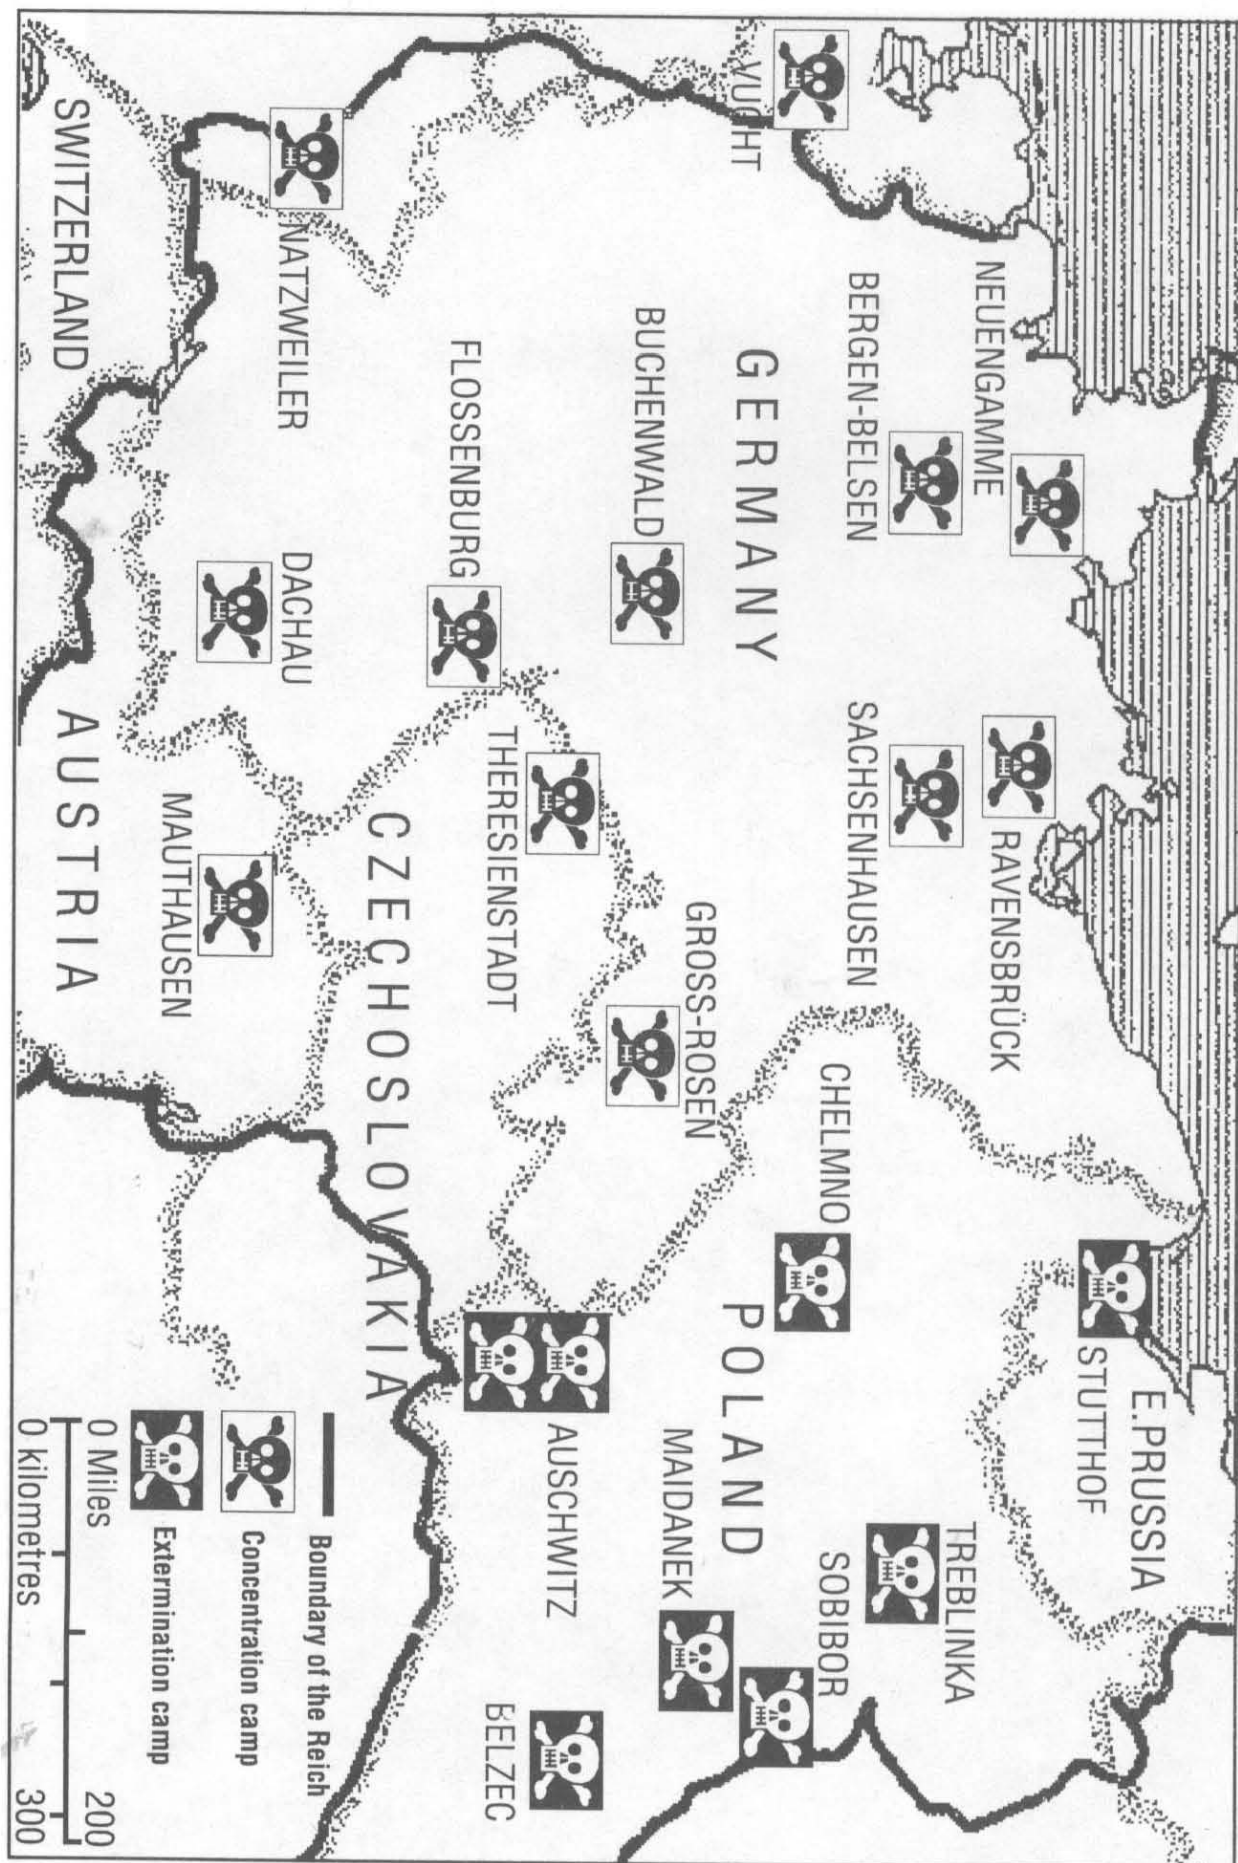 NEUENGAMME
RAVENSBRÜCK
E.PRUSSIA
STUTTHOF
TREBLINKA
BERGEN-BELSEN
SACHSENHAUSEN
CHELMNO
SOBIBOR
VUGHT
GERMANY
POLAND
BUCHENWALD
GROSS-ROSEN
MAIDANEK
AUSCHWITZ
FLOSSENBURG
THERESIENSTADT
BELZEC
CZECHOSLOVAKIA
NATZWEILER
DACHAU
MAUTHAUSEN
SWITZERLAND
AUSTRIA
Boundary of the Reich
Concentration camp
Extermination camp
0 Miles 200
0 kilometres 300